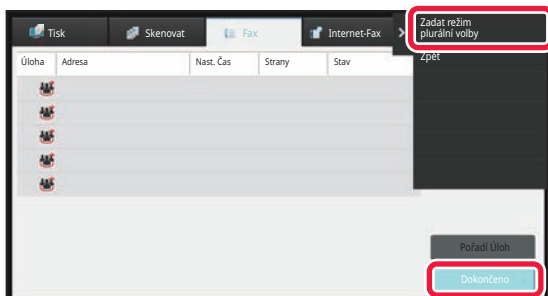 Tisk
Skenovat
Fax
Internet-Fax
Zadat režim
plurální volby
Zpět
Úloha Adresa Nast. Čas Strany Stav
Pořadí Úloh
Dokončeno